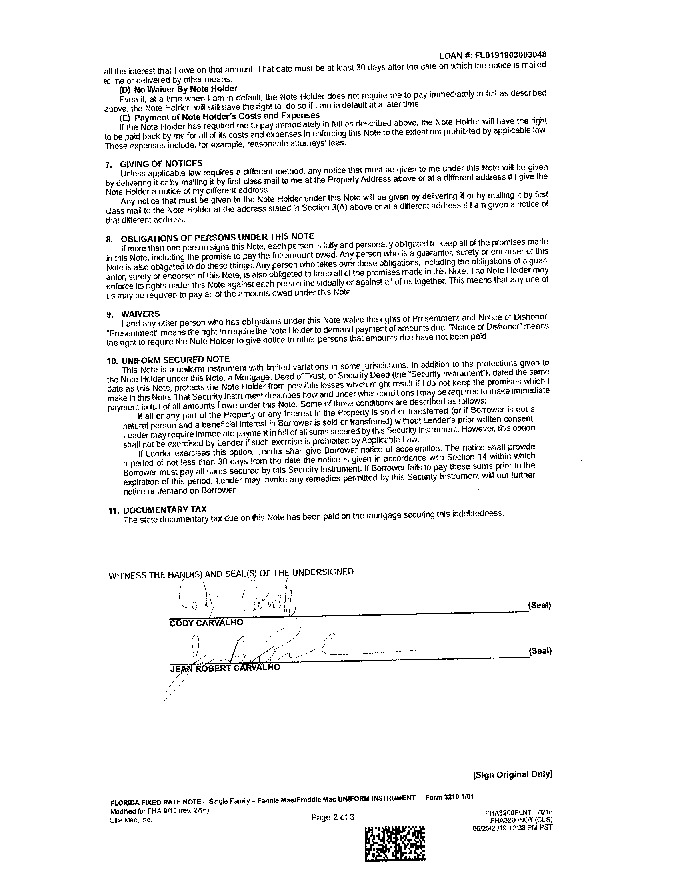 LOAN #: FL0191902003048
all the interest that I owe on that amount. That date must be at least 30 days after the date on which the notice is mailed
to me or delivered by other means.
(D) No Waiver By Note Holder
Even if, at a time when I am in default, the Note Holder does not require me to pay immediately in full as described
above, the Note Holder will still have the right to do so if I am in default at a later time.
(E) Payment of Note Holder's Costs and Expenses
If the Note Holder has required me to pay immediately in full as described above, the Note Holder will have the right
to be paid back by me for all of its costs and expenses in enforcing this Note to the extent not prohibited by applicable law.
Those expenses include, for example, reasonable attorneys' fees.
7. GIVING OF NOTICES
Unless applicable law requires a different method, any notice that must be given to me under this Note will be given
by delivering it or by mailing it by first class mail to me at the Property Address above or at a different address if I give the
Note Holder a notice of my different address.
Any notice that must be given to the Note Holder under this Note will be given by delivering it or by mailing it by first
class mail to the Note Holder at the address stated in Section 3(A) above or at a different address if I am given a notice of
that different address.
8. OBLIGATIONS OF PERSONS UNDER THIS NOTE
If more than one person signs this Note, each person is fully and personally obligated to keep all of the promises made
in this Note, including the promise to pay the full amount owed. Any person who is a guarantor, surety or endorser of this
Note is also obligated to do these things. Any person who takes over these obligations, including the obligations of a guar-
antor, surety or endorser of this Note, is also obligated to keep all of the promises made in this Note. The Note Holder may
enforce its rights under this Note against each person individually or against all of us together. This means that any one of
us may be required to pay all of the amounts owed under this Note.
9. WAIVERS
I and any other person who has obligations under this Note waive the rights of Presentment and Notice of Dishonor.
"Presentment" means the right to require the Note Holder to demand payment of amounts due. "Notice of Dishonor" means
the right to require the Note Holder to give notice to other persons that amounts due have not been paid.
10. UNIFORM SECURED NOTE
This Note is a uniform instrument with limited variations in some jurisdictions. In addition to the protections given to
the Note Holder under this Note, a Mortgage, Deed of Trust, or Security Deed (the "Security Instrument"), dated the same
date as this Note, protects the Note Holder from possible losses which might result if I do not keep the promises which I
make in this Note. That Security Instrument describes how and under what conditions I may be required to make immediate
payment in full of all amounts I owe under this Note. Some of those conditions are described as follows:
If all or any part of the Property or any Interest in the Property is sold or transferred (or if Borrower is not a
natural person and a beneficial interest in Borrower is sold or transferred) without Lender's prior written consent,
Lender may require immediate payment in full of all sums secured by this Security Instrument. However, this option
shall not be exercised by Lender if such exercise is prohibited by Applicable Law.
If Lender exercises this option, Lender shall give Borrower notice of acceleration. The notice shall provide
a period of not less than 30 days from the date the notice is given in accordance with Section 14 within which
Borrower must pay all sums secured by this Security Instrument. If Borrower fails to pay these sums prior to the
expiration of this period, Lender may invoke any remedies permitted by this Security Instrument without further
notice or demand on Borrower.
11. DOCUMENTARY TAX
The state documentary tax due on this Note has been paid on the mortgage securing this indebtedness.
WITNESS THE HAND(S) AND SEAL(S) OF THE UNDERSIGNED
(Seal)
CODY CARVALHO
(Seal)
JEAN ROBERT CARVALHO
[Sign Original Only]
FLORIDA FIXED RATE NOTE - Single Family - Fannie Mae/Freddie Mac UNIFORM INSTRUMENT Form 3210 1/01
Modified for FHA 9/15 (rev. 2/16)
Ellie Mae, Inc.
Page 2 of 3
PM PST